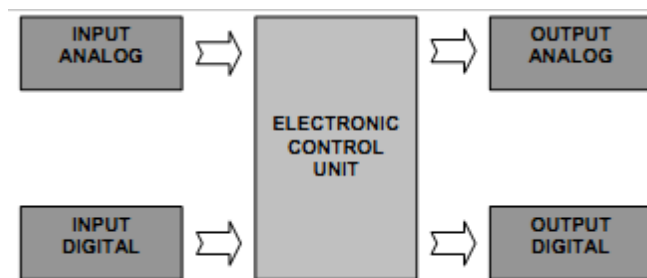 INPUT
ANALOG
OUTPUT
ANALOG
ELECTRONIC
CONTROL
UNIT
INPUT
DIGITAL
OUTPUT
DIGITAL